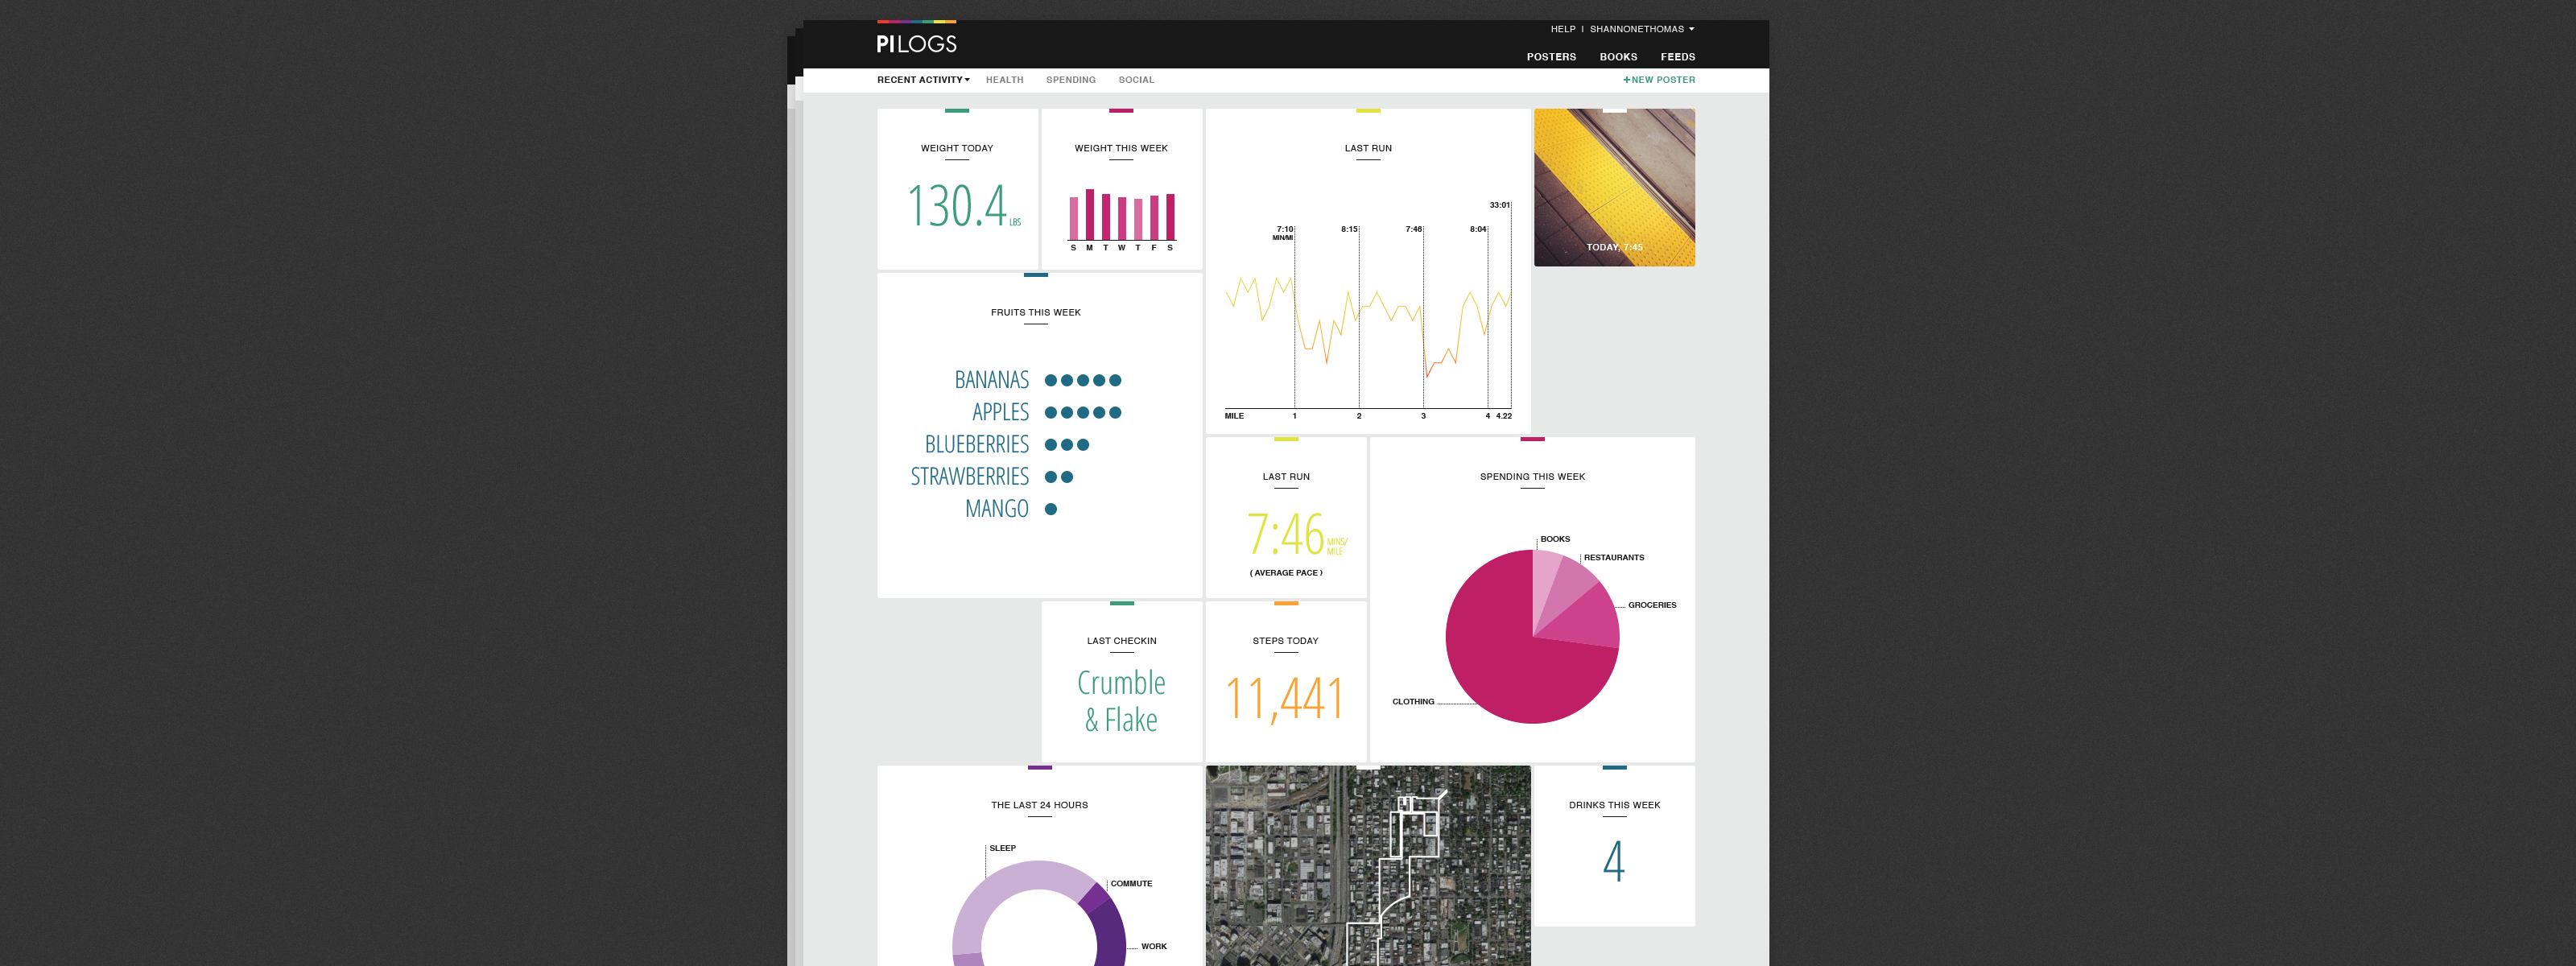 HELP | SHANNONETHOMAS
PI LOGS
POSTERS BOOKS FEEDS
RECENT ACTIVITY HEALTH SPENDING SOCIAL
+NEW POSTER
WEIGHT TODAY
130.4 LBS
WEIGHT THIS WEEK
S M T W T F S
LAST RUN
33:01
7:10 8:15 7:46 8:04
MIN/MI
MILE 1 2 3 4 4.22
TODAY, 7:45
FRUITS THIS WEEK
BANANAS
APPLES
BLUEBERRIES
STRAWBERRIES
MANGO
LAST RUN
7:46 MINS/
MILE
( AVERAGE PACE )
SPENDING THIS WEEK
BOOKS
RESTAURANTS
GROCERIES
CLOTHING
LAST CHECKIN
Crumble
& Flake
STEPS TODAY
11,441
THE LAST 24 HOURS
SLEEP
COMMUTE
WORK
DRINKS THIS WEEK
4